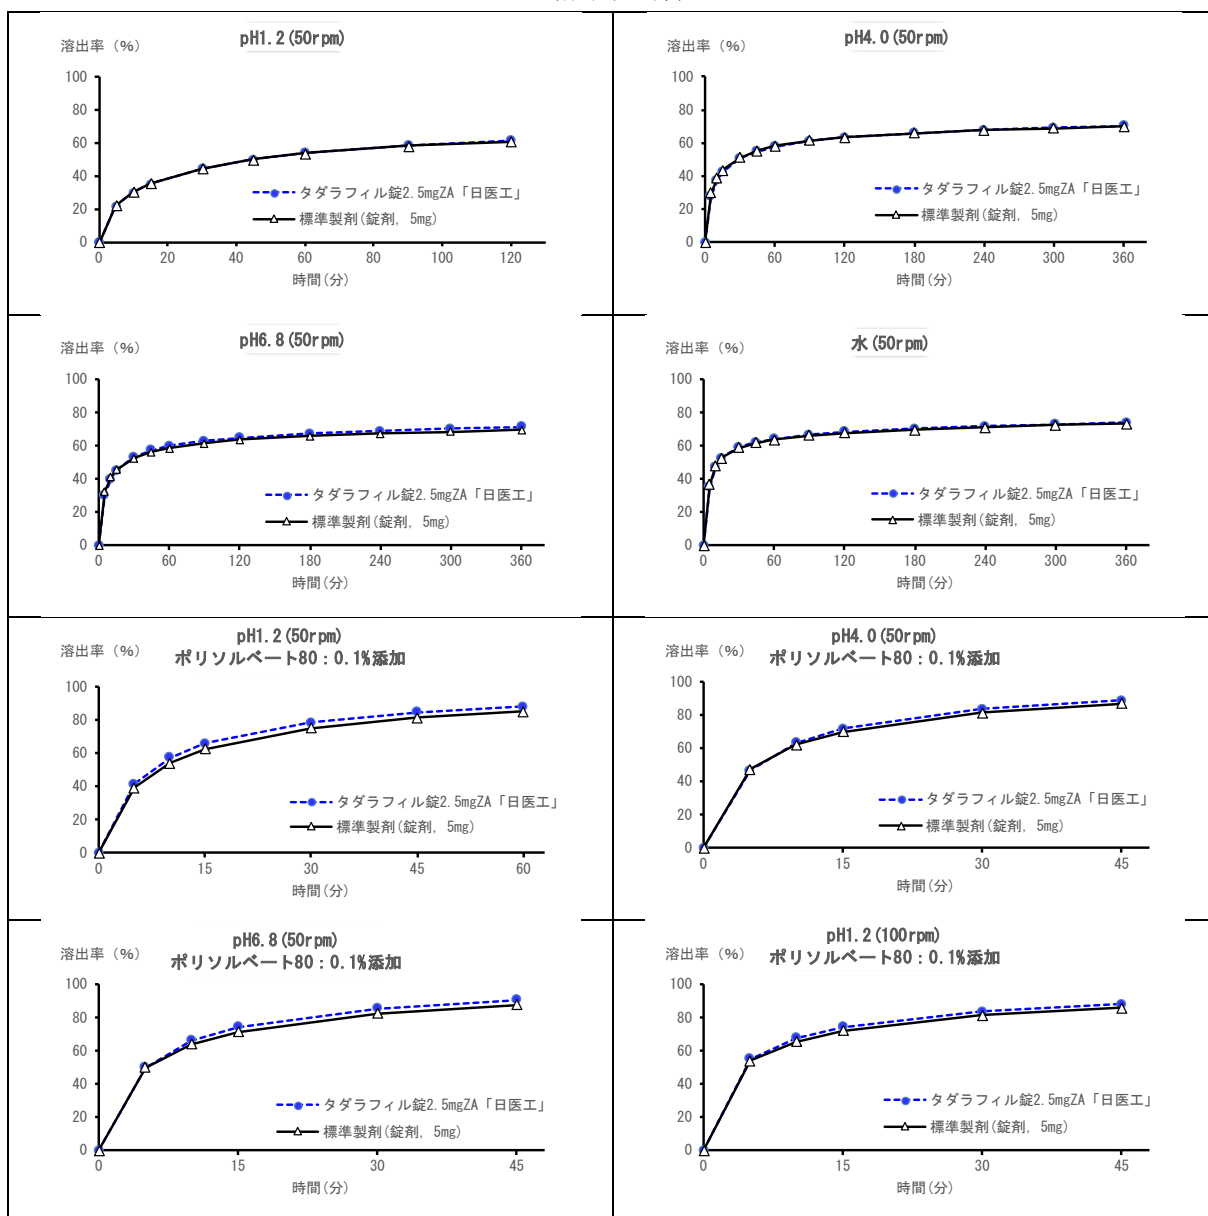 pH1.2(50rpm)
溶出率（%）
100
80
60
40
20
0
0 20 40 60 80 100 120
時間(分)
タダラフィル錠2.5mgZA「日医工」
標準製剤(錠剤, 5mg)
pH4.0(50rpm)
溶出率（%）
100
80
60
40
20
0
0 60 120 180 240 300 360
時間(分)
タダラフィル錠2.5mgZA「日医工」
標準製剤(錠剤, 5mg)
pH6.8(50rpm)
溶出率（%）
100
80
60
40
20
0
60 120 180 240 300 360
時間(分)
タダラフィル錠2.5mgZA「日医工」
標準製剤(錠剤, 5mg)
水(50rpm)
溶出率（%）
100
80
60
40
20
0
0 60 120 180 240 300 360
時間(分)
タダラフィル錠2.5mgZA「日医工」
標準製剤(錠剤, 5mg)
pH1.2(50rpm)
ポリソルベート80：0.1%添加
溶出率（%）
100
80
60
40
20
0
0 15 30 45 60
時間(分)
タダラフィル錠2.5mgZA「日医工」
標準製剤(錠剤, 5mg)
pH4.0(50rpm)
ポリソルベート80：0.1%添加
溶出率（%）
100
80
60
40
20
0
0 15 30 45
時間(分)
タダラフィル錠2.5mgZA「日医工」
標準製剤(錠剤, 5mg)
pH6.8(50rpm)
ポリソルベート80：0.1%添加
溶出率（%）
100
80
60
40
20
0
0 15 30 45
時間(分)
タダラフィル錠2.5mgZA「日医工」
標準製剤(錠剤, 5mg)
pH1.2(100rpm)
ポリソルベート80：0.1%添加
溶出率（%）
100
80
60
40
20
0
0 15 30 45
時間(分)
タダラフィル錠2.5mgZA「日医工」
標準製剤(錠剤, 5mg)